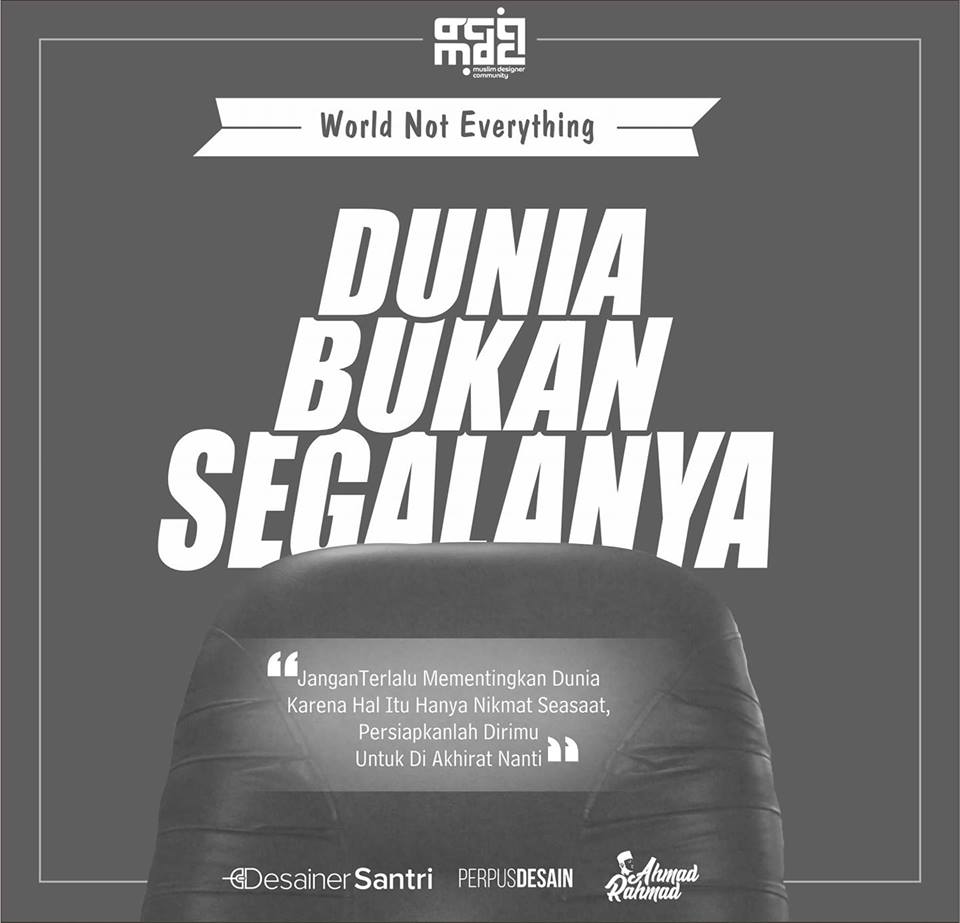 mdc
muslim designer
community
World Not Everything
DUNIA
BUKAN
SEGALANYA
“JanganTerlalu Mementingkan Dunia
Karena Hal Itu Hanya Nikmat Seasaat,
Persiapkanlah Dirimu
Untuk Di Akhirat Nanti”
DesainerSantri PERPUSDESAIN Ahmad
Rahmad